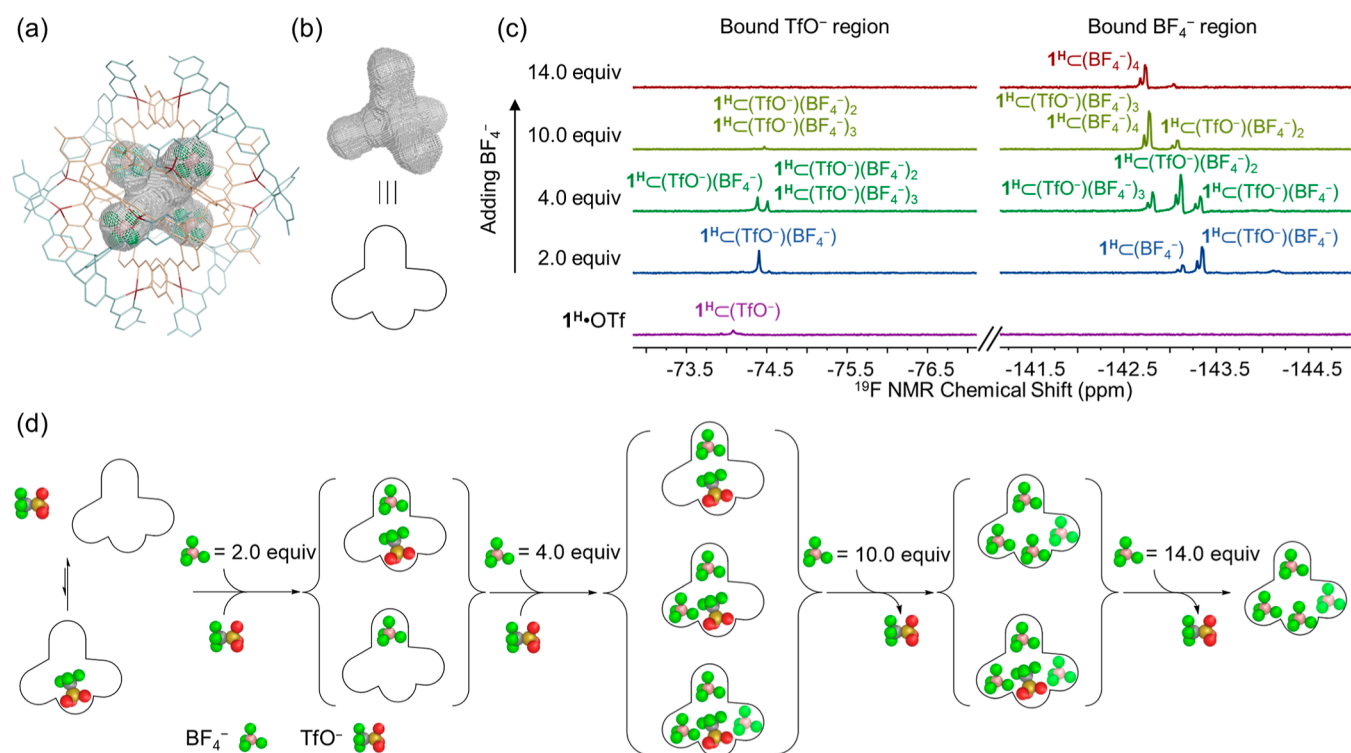 (a)
(b)
(c)
Bound TfO⁻ region
Bound BF₄⁻ region
Adding BF₄⁻
14.0 equiv
1ᴴ⊂(BF₄⁻)₄
10.0 equiv
1ᴴ⊂(TfO⁻)(BF₄⁻)₂
1ᴴ⊂(TfO⁻)(BF₄⁻)₃
1ᴴ⊂(TfO⁻)(BF₄⁻)₃
1ᴴ⊂(BF₄⁻)₄
1ᴴ⊂(TfO⁻)(BF₄⁻)₂
4.0 equiv
1ᴴ⊂(TfO⁻)(BF₄⁻)
1ᴴ⊂(TfO⁻)(BF₄⁻)₂
1ᴴ⊂(TfO⁻)(BF₄⁻)₃
1ᴴ⊂(TfO⁻)(BF₄⁻)₂
1ᴴ⊂(TfO⁻)(BF₄⁻)₃
1ᴴ⊂(TfO⁻)(BF₄⁻)
2.0 equiv
1ᴴ⊂(TfO⁻)(BF₄⁻)
1ᴴ⊂(BF₄⁻)
1ᴴ⊂(TfO⁻)(BF₄⁻)
1ᴴ•OTf
1ᴴ⊂(TfO⁻)
-73.5 -74.5 -75.5 -76.5 -141.5 -142.5 -143.5 -144.5
¹⁹F NMR Chemical Shift (ppm)
(d)
= 2.0 equiv
= 4.0 equiv
= 10.0 equiv
= 14.0 equiv
BF₄⁻
TfO⁻